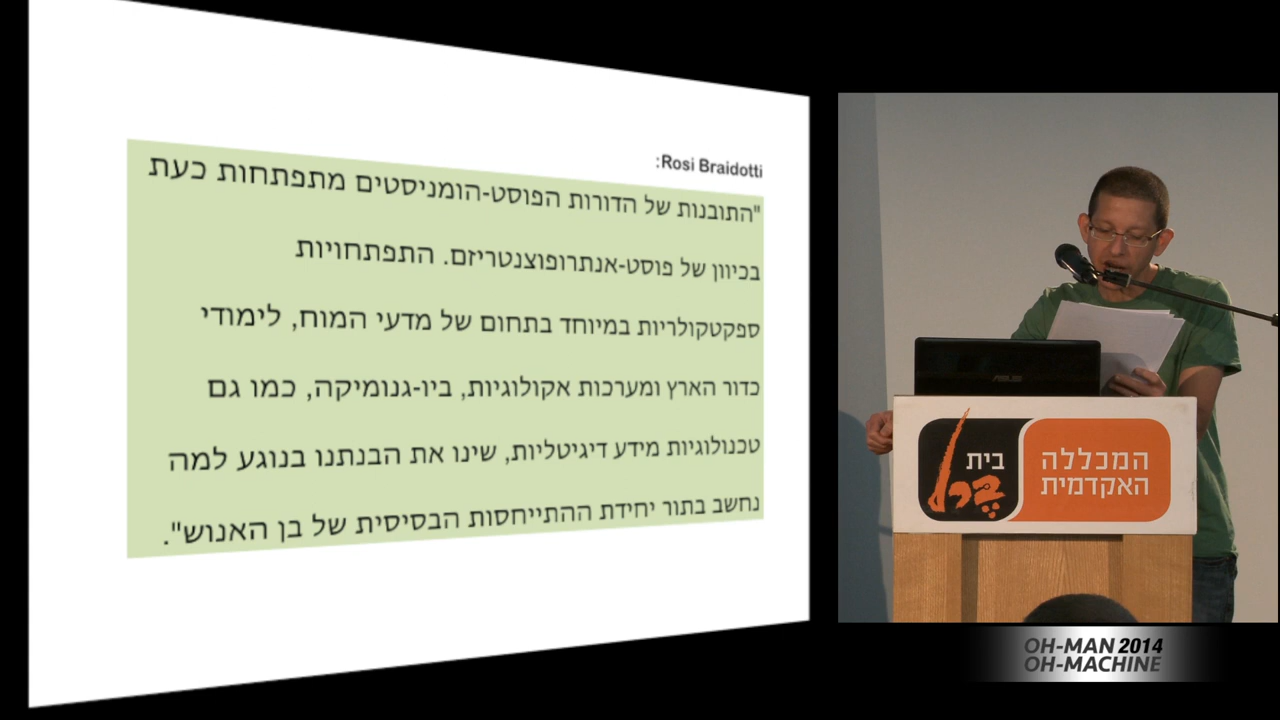 Rosi Braidotti:
"התובנות של הדורות הפוסט-הומניסטים מתפתחות כעת
בכיוון של פוסט-אנתרופוצנטריזם. התפתחויות
ספקטקולריות במיוחד בתחום של מדעי המוח, לימודי
כדור הארץ ומערכות אקולוגיות, ביו-גנומיקה, כמו גם
טכנולוגיות מידע דיגיטליות, שינו את הבנתנו בנוגע למה
נחשב בתור יחידת ההתייחסות הבסיסית של בן האנוש".
ASUS
המכללה
האקדמית
בית
ברל
OH-MAN 2014
OH-MACHINE